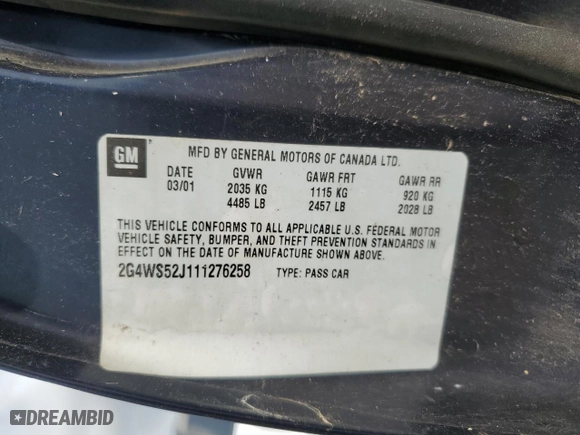 GM
MFD BY GENERAL MOTORS OF CANADA LTD.
DATE GVWR GAWR FRT GAWR RR
03/01 2035 KG 1115 KG 920 KG
4485 LB 2457 LB 2028 LB
THIS VEHICLE CONFORMS TO ALL APPLICABLE U.S. FEDERAL MOTOR
VEHICLE SAFETY, BUMPER, AND THEFT PREVENTION STANDARDS IN
EFFECT ON THE DATE OF MANUFACTURE SHOWN ABOVE.
2G4WS52J111276258 TYPE: PASS CAR
DREAMBID